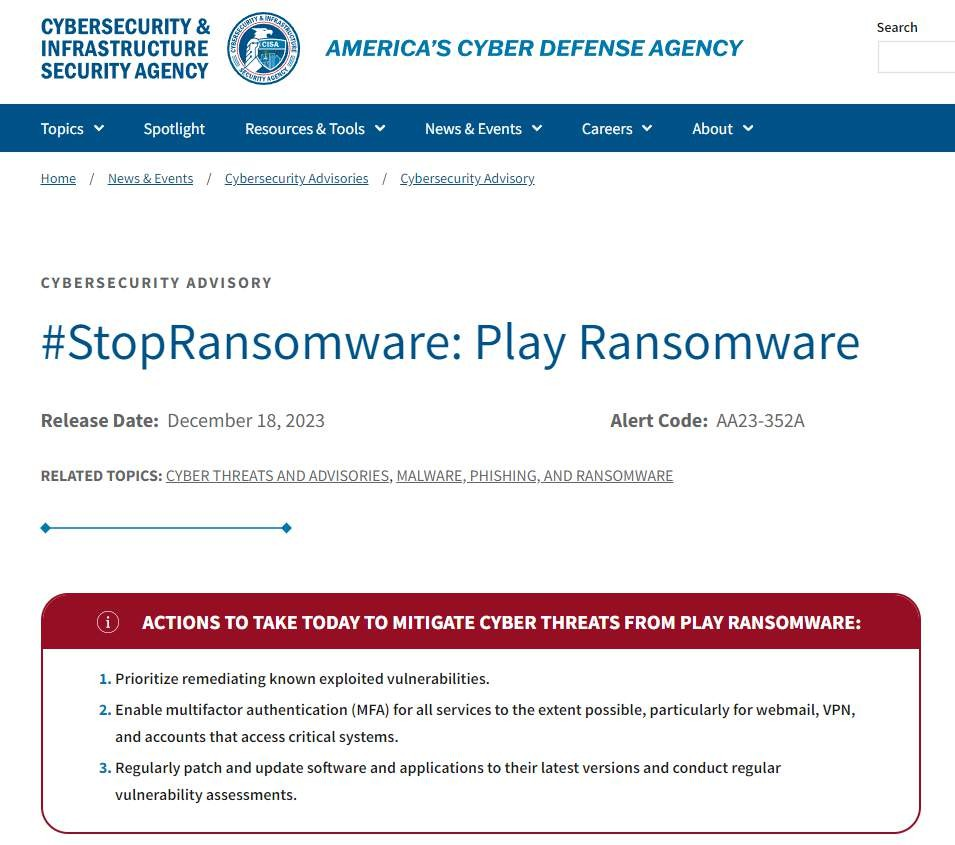 CYBERSECURITY &
INFRASTRUCTURE
SECURITY AGENCY
CYBERSECURITY & INFRASTRUCTURE
CISA
SECURITY AGENCY
AMERICA'S CYBER DEFENSE AGENCY
Search
Topics
Spotlight
Resources & Tools
News & Events
Careers
About
Home / News & Events / Cybersecurity Advisories / Cybersecurity Advisory
CYBERSECURITY ADVISORY
#StopRansomware: Play Ransomware
Release Date: December 18, 2023
Alert Code: AA23-352A
RELATED TOPICS: CYBER THREATS AND ADVISORIES, MALWARE, PHISHING, AND RANSOMWARE
ACTIONS TO TAKE TODAY TO MITIGATE CYBER THREATS FROM PLAY RANSOMWARE:
1. Prioritize remediating known exploited vulnerabilities.
2. Enable multifactor authentication (MFA) for all services to the extent possible, particularly for webmail, VPN,
and accounts that access critical systems.
3. Regularly patch and update software and applications to their latest versions and conduct regular
vulnerability assessments.